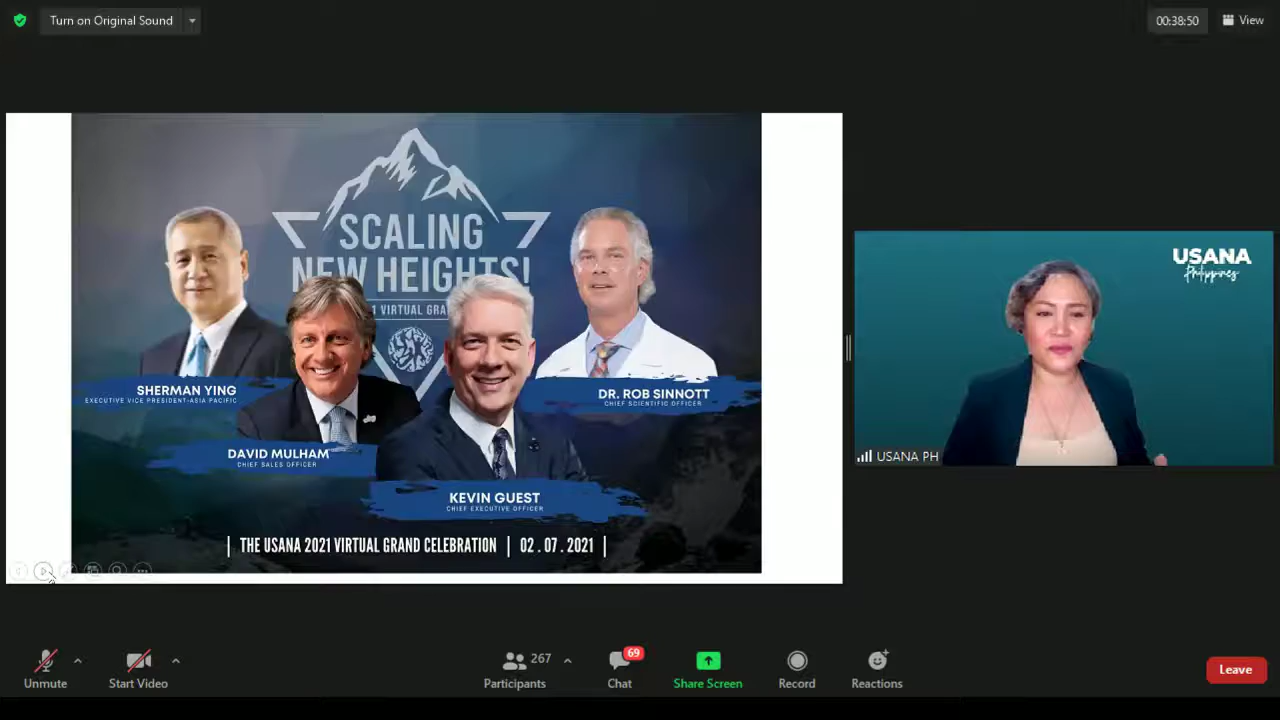 Turn on Original Sound
00:38:50
View
SCALING
NEW HEIGHTS!
1 VIRTUAL GRA
SHERMAN YING
EXECUTIVE VICE PRESIDENT-ASIA PACIFIC
DR. ROB SINNOTT
CHIEF SCIENTIFIC OFFICER
DAVID MULHAM
CHIEF SALES OFFICER
KEVIN GUEST
CHIEF EXECUTIVE OFFICER
| THE USANA 2021 VIRTUAL GRAND CELEBRATION | 02.07.2021 |
USANA
Philippines
USANA PH
Unmute
Start Video
267
Participants
69
Chat
Share Screen
Record
Reactions
Leave